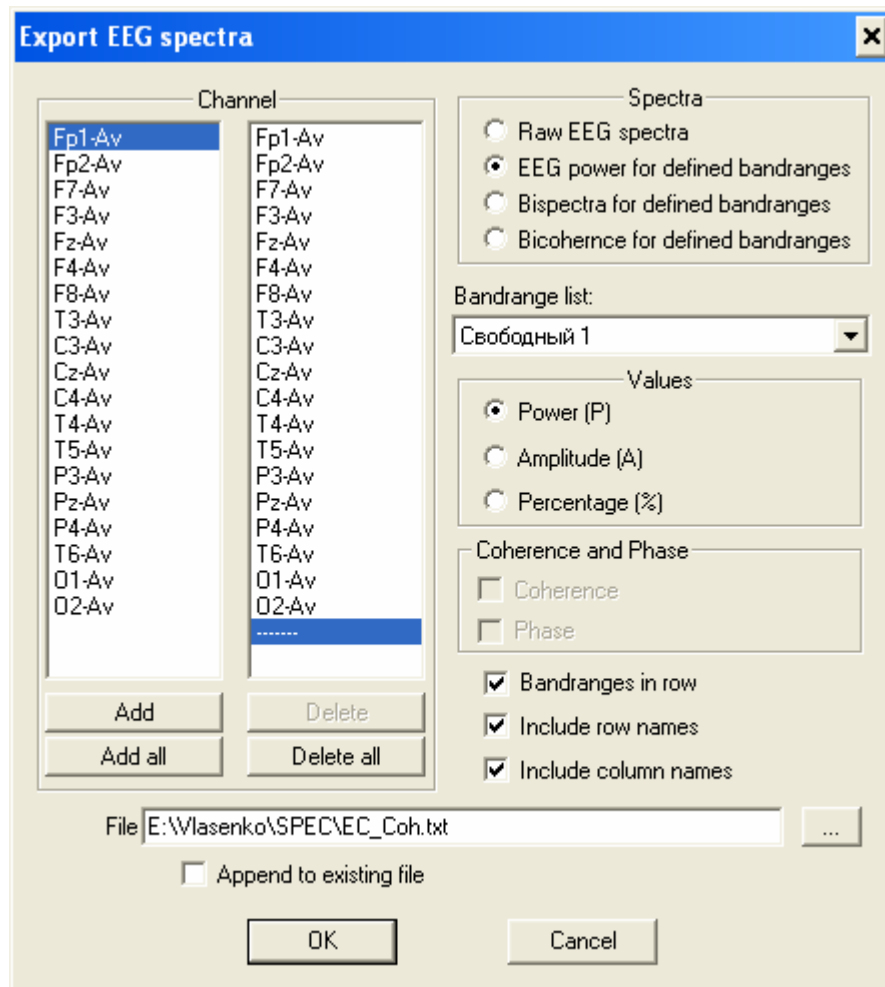 Export EEG spectra
Channel
Fp1-Av
Fp2-Av
F7-Av
F3-Av
Fz-Av
F4-Av
F8-Av
T3-Av
C3-Av
Cz-Av
C4-Av
T4-Av
T5-Av
P3-Av
Pz-Av
P4-Av
T6-Av
O1-Av
O2-Av
Fp1-Av
Fp2-Av
F7-Av
F3-Av
Fz-Av
F4-Av
F8-Av
T3-Av
C3-Av
Cz-Av
C4-Av
T4-Av
T5-Av
P3-Av
Pz-Av
P4-Av
T6-Av
O1-Av
O2-Av
-------
Add
Delete
Add all
Delete all
Spectra
Raw EEG spectra
EEG power for defined bandranges
Bispectra for defined bandranges
Bicohernce for defined bandranges
Bandrange list:
Свободный 1
Values
Power (P)
Amplitude (A)
Percentage (%)
Coherence and Phase
Coherence
Phase
Bandranges in row
Include row names
Include column names
File E:\Vlasenko\SPEC\EC_Coh.txt ...
Append to existing file
OK
Cancel